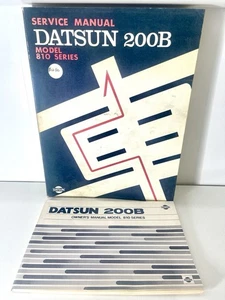 SERVICE MANUAL
DATSUN 200B
MODEL
810 SERIES
DATSUN 200B
OWNER'S MANUAL MODEL 810 SERIES